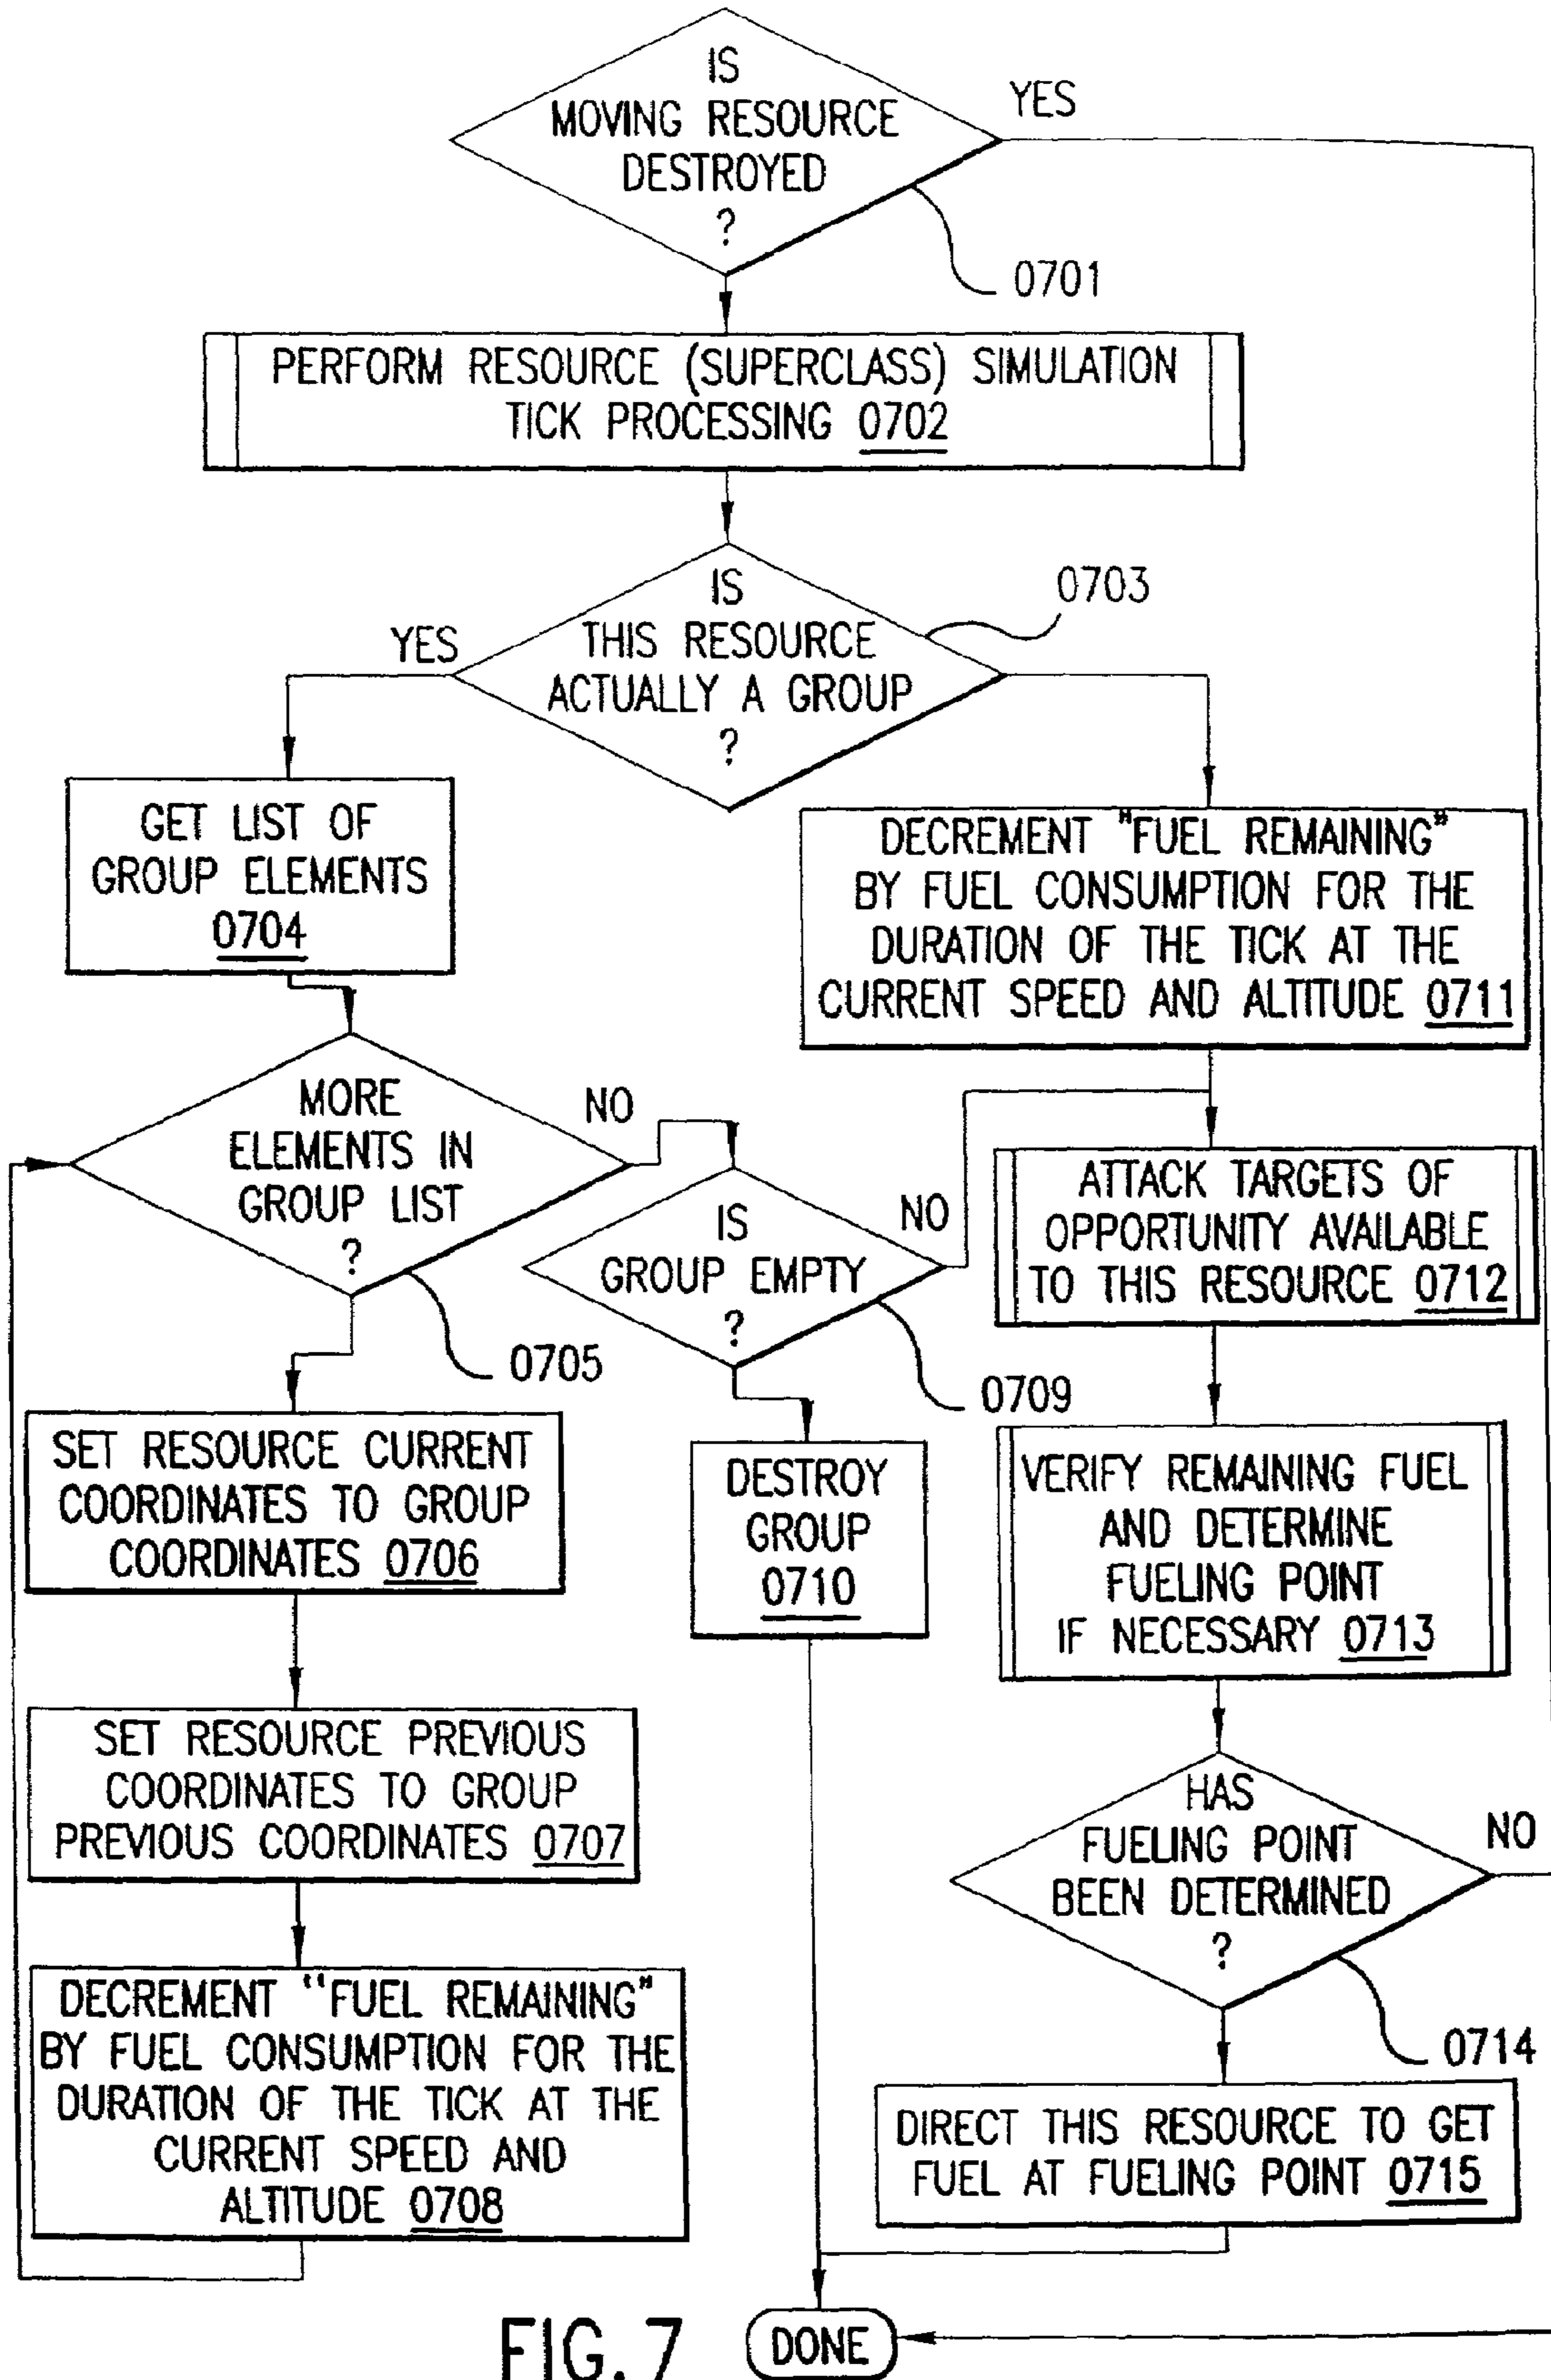 IS
MOVING RESOURCE
DESTROYED
?
YES
0701
PERFORM RESOURCE (SUPERCLASS) SIMULATION
TICK PROCESSING 0702
IS
THIS RESOURCE
ACTUALLY A GROUP
?
0703
YES
GET LIST OF
GROUP ELEMENTS
0704
DECREMENT "FUEL REMAINING"
BY FUEL CONSUMPTION FOR THE
DURATION OF THE TICK AT THE
CURRENT SPEED AND ALTITUDE 0711
MORE
ELEMENTS IN
GROUP LIST
?
NO
0705
IS
GROUP EMPTY
?
NO
0709
ATTACK TARGETS OF
OPPORTUNITY AVAILABLE
TO THIS RESOURCE 0712
SET RESOURCE CURRENT
COORDINATES TO GROUP
COORDINATES 0706
DESTROY
GROUP
0710
VERIFY REMAINING FUEL
AND DETERMINE
FUELING POINT
IF NECESSARY 0713
SET RESOURCE PREVIOUS
COORDINATES TO GROUP
PREVIOUS COORDINATES 0707
HAS
FUELING POINT
BEEN DETERMINED
?
NO
0714
DECREMENT "FUEL REMAINING"
BY FUEL CONSUMPTION FOR THE
DURATION OF THE TICK AT THE
CURRENT SPEED AND
ALTITUDE 0708
DIRECT THIS RESOURCE TO GET
FUEL AT FUELING POINT 0715
FIG. 7
DONE